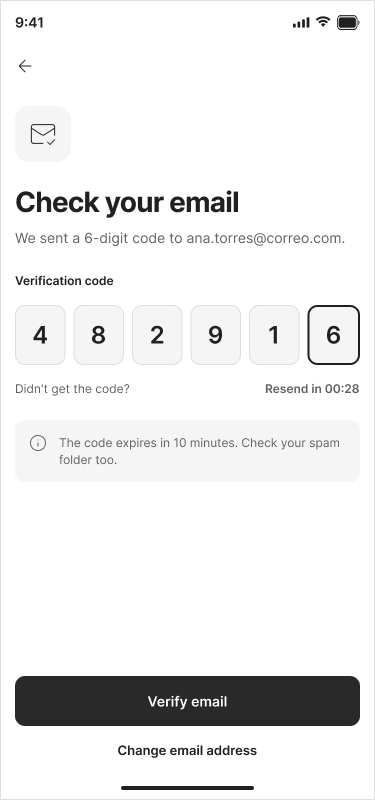 9:41
Check your email
We sent a 6-digit code to ana.torres@correo.com.
Verification code
4 8 2 9 1 6
Didn't get the code? Resend in 00:28
The code expires in 10 minutes. Check your spam
folder too.
Verify email
Change email address